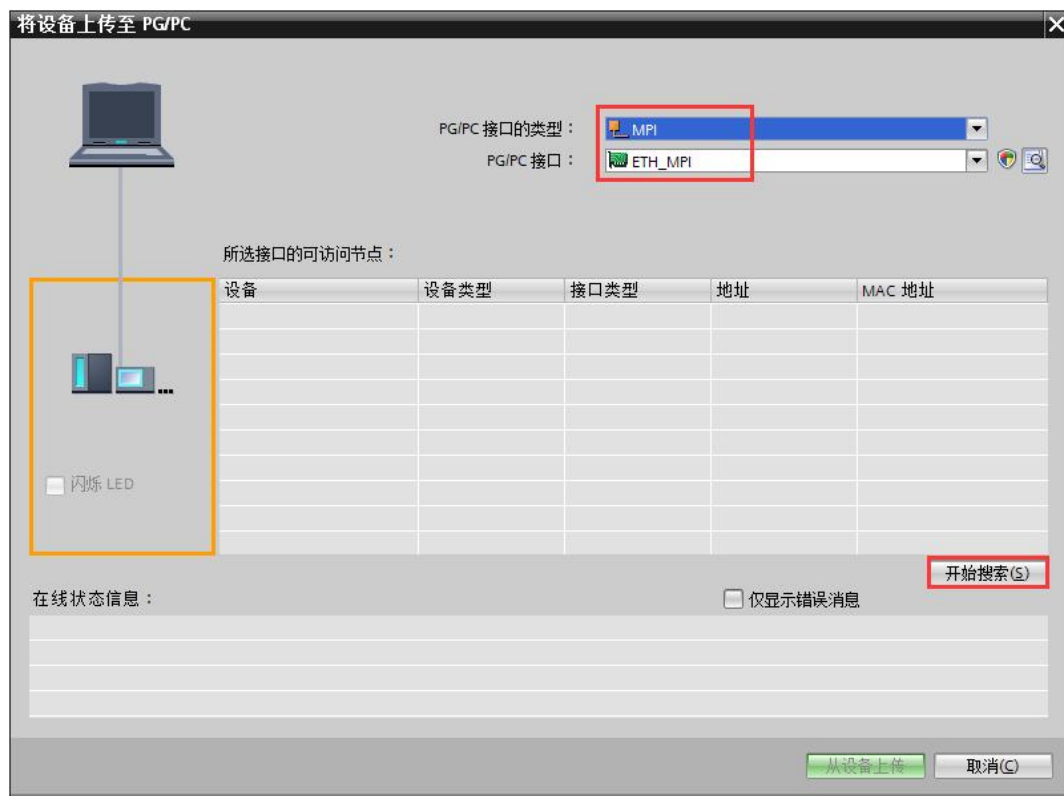 将设备上传至 PG/PC
PG/PC 接口的类型： MPI
PG/PC 接口： ETH_MPI
所选接口的可访问节点：
设备 设备类型 接口类型 地址 MAC 地址
闪烁 LED
开始搜索(S)
在线状态信息： 仅显示错误消息
从设备上传 取消(C)